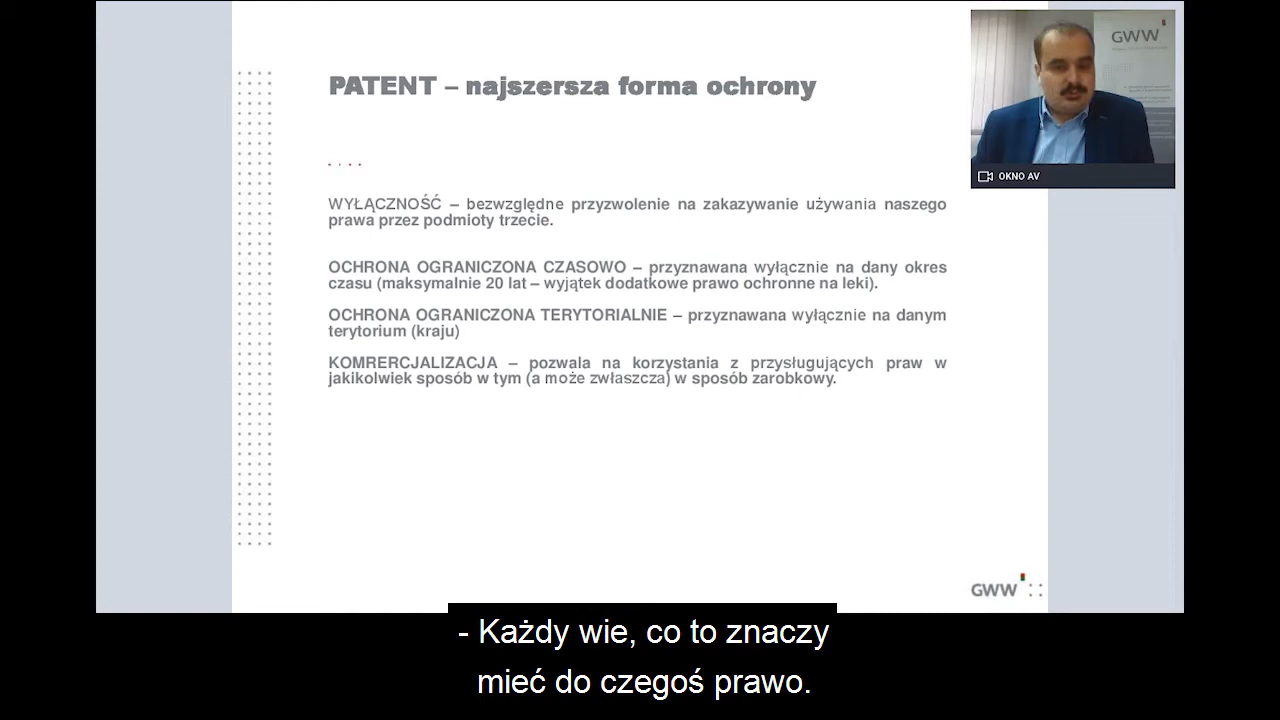 PATENT – najszersza forma ochrony
GWW
OKNO AV
WYŁĄCZNOŚĆ – bezwzględne przyzwolenie na zakazywanie używania naszego
prawa przez podmioty trzecie.
OCHRONA OGRANICZONA CZASOWO – przyznawana wyłącznie na dany okres
czasu (maksymalnie 20 lat – wyjątek dodatkowe prawo ochronne na leki).
OCHRONA OGRANICZONA TERYTORIALNIE – przyznawana wyłącznie na danym
terytorium (kraju)
KOMRERCJALIZACJA – pozwala na korzystania z przysługujących praw w
jakikolwiek sposób w tym (a może zwłaszcza) w sposób zarobkowy.
GWW
- Każdy wie, co to znaczy
mieć do czegoś prawo.